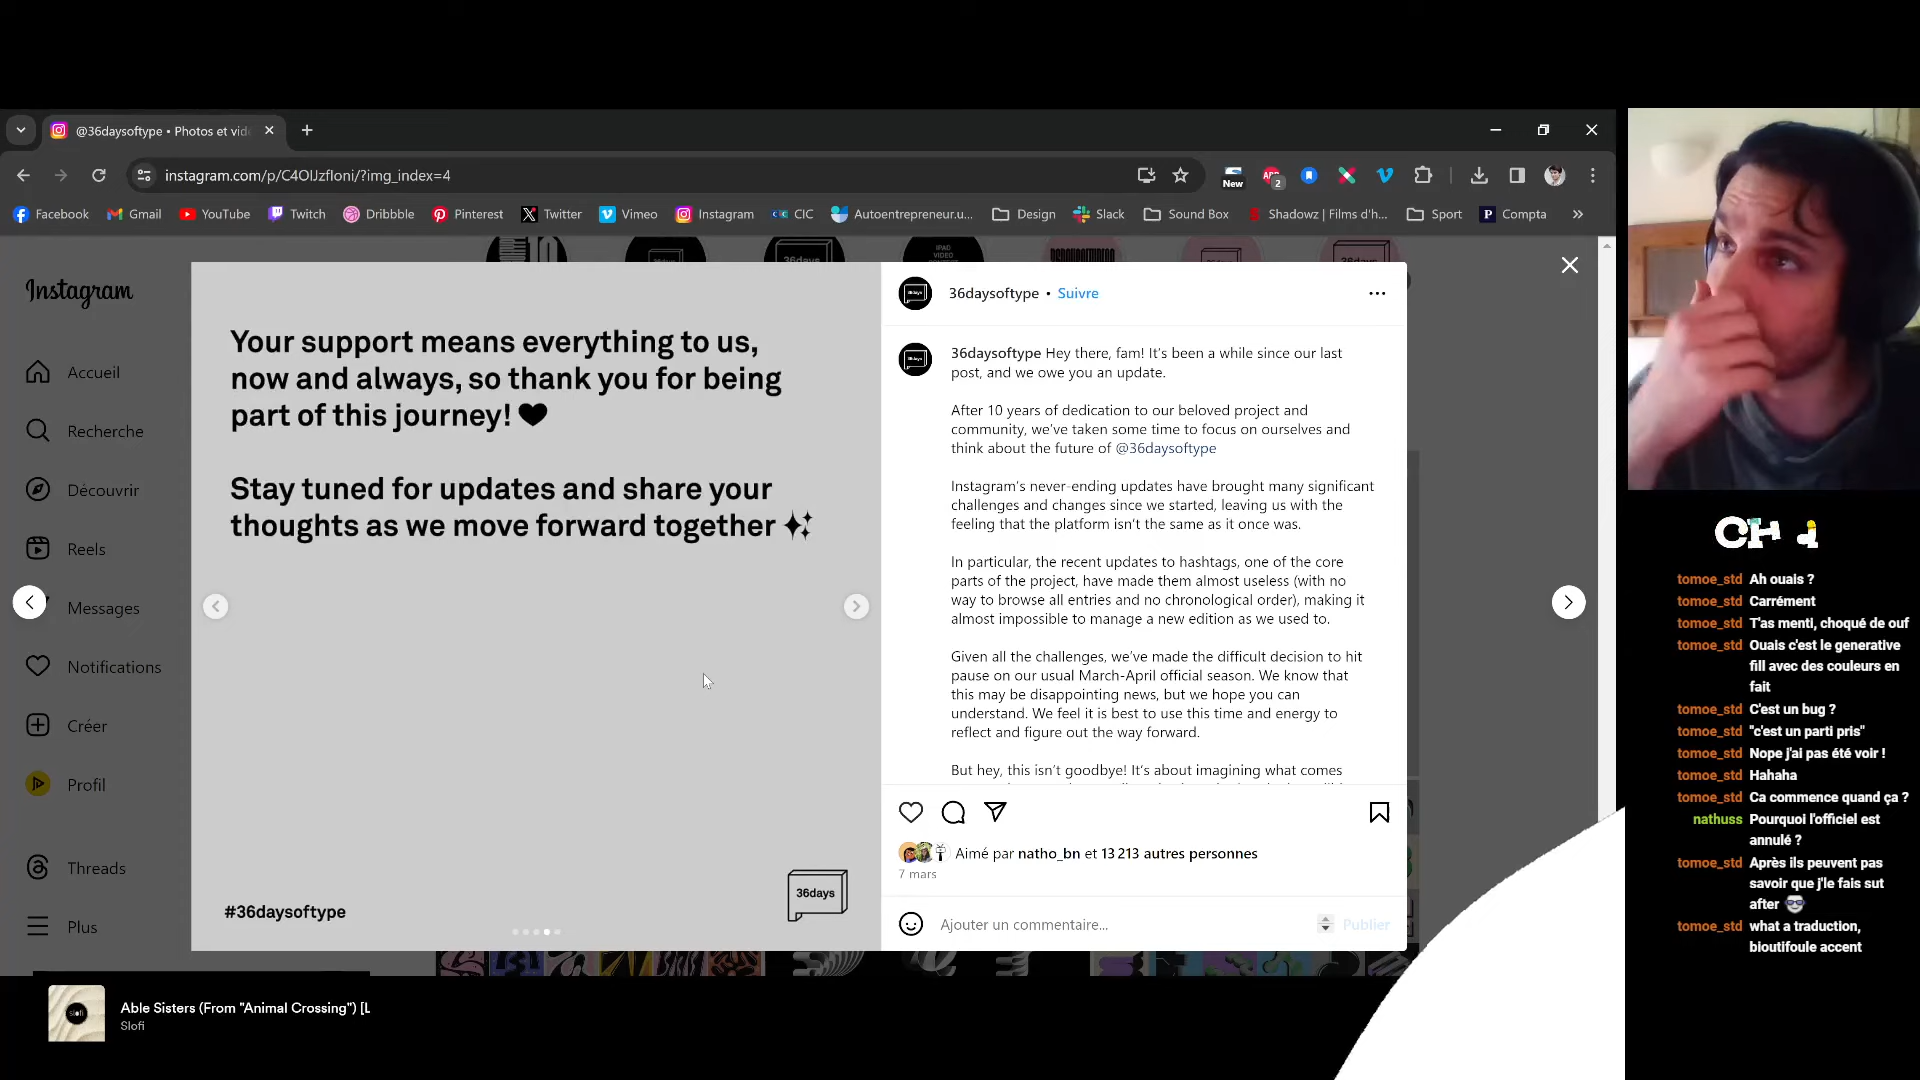 @36daysoftype • Photos et vid
instagram.com/p/C4OIJzfIoni/?img_index=4
New
2
Facebook
Gmail
YouTube
Twitch
Dribbble
Pinterest
Twitter
Vimeo
Instagram
CIC
Autoentrepreneur.u...
Design
Slack
Sound Box
Shadowz | Films d'h...
Sport
Compta
Instagram
Accueil
Recherche
Découvrir
Reels
Messages
Notifications
Créer
Profil
Threads
Plus
Your support means everything to us,
now and always, so thank you for being
part of this journey! ♥
Stay tuned for updates and share your
thoughts as we move forward together
#36daysoftype
36days
36daysoftype • Suivre
36daysoftype Hey there, fam! It's been a while since our last
post, and we owe you an update.
After 10 years of dedication to our beloved project and
community, we've taken some time to focus on ourselves and
think about the future of @36daysoftype
Instagram's never-ending updates have brought many significant
challenges and changes since we started, leaving us with the
feeling that the platform isn't the same as it once was.
In particular, the recent updates to hashtags, one of the core
parts of the project, have made them almost useless (with no
way to browse all entries and no chronological order), making it
almost impossible to manage a new edition as we used to.
Given all the challenges, we've made the difficult decision to hit
pause on our usual March-April official season. We know that
this may be disappointing news, but we hope you can
understand. We feel it is best to use this time and energy to
reflect and figure out the way forward.
But hey, this isn't goodbye! It's about imagining what comes
Aimé par natho_bn et 13 213 autres personnes
7 mars
Ajouter un commentaire...
Publier
tomoe_std Ah ouais ?
tomoe_std Carrément
tomoe_std T'as menti, choqué de ouf
tomoe_std Ouais c'est le generative
fill avec des couleurs en
fait
tomoe_std C'est un bug ?
tomoe_std "c'est un parti pris"
tomoe_std Nope j'ai pas été voir !
tomoe_std Hahaha
tomoe_std Ca commence quand ça ?
nathuss Pourquoi l'officiel est
annulé ?
tomoe_std Après ils peuvent pas
savoir que j'le fais sut
after
tomoe_std what a traduction,
bioutifoule accent
slofi
Able Sisters (From "Animal Crossing") [L
Slofi